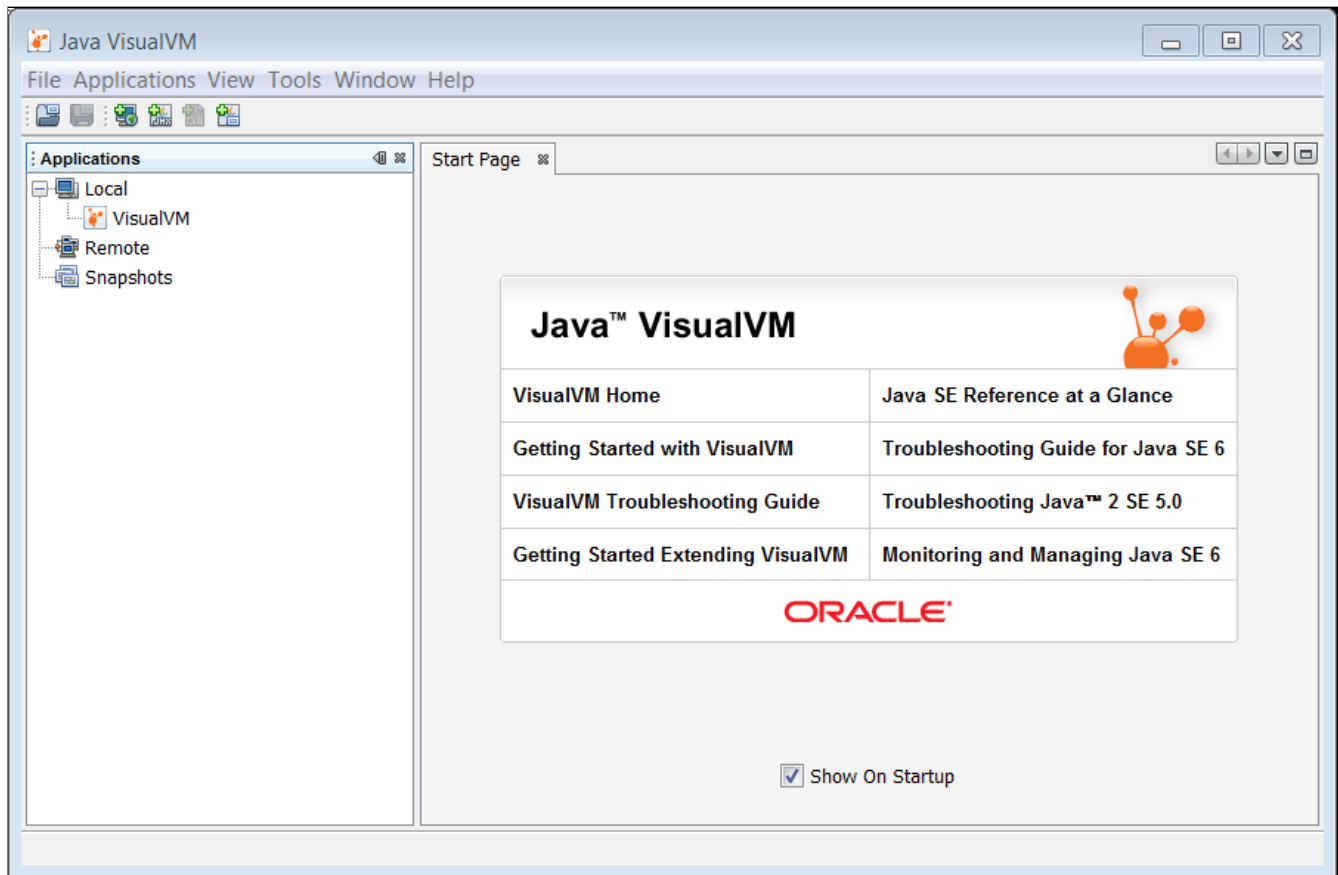 Java VisualVM
File Applications View Tools Window Help
Applications
Start Page
Local
VisualVM
Remote
Snapshots
Java™ VisualVM
VisualVM Home
Java SE Reference at a Glance
Getting Started with VisualVM
Troubleshooting Guide for Java SE 6
VisualVM Troubleshooting Guide
Troubleshooting Java™ 2 SE 5.0
Getting Started Extending VisualVM
Monitoring and Managing Java SE 6
ORACLE
Show On Startup